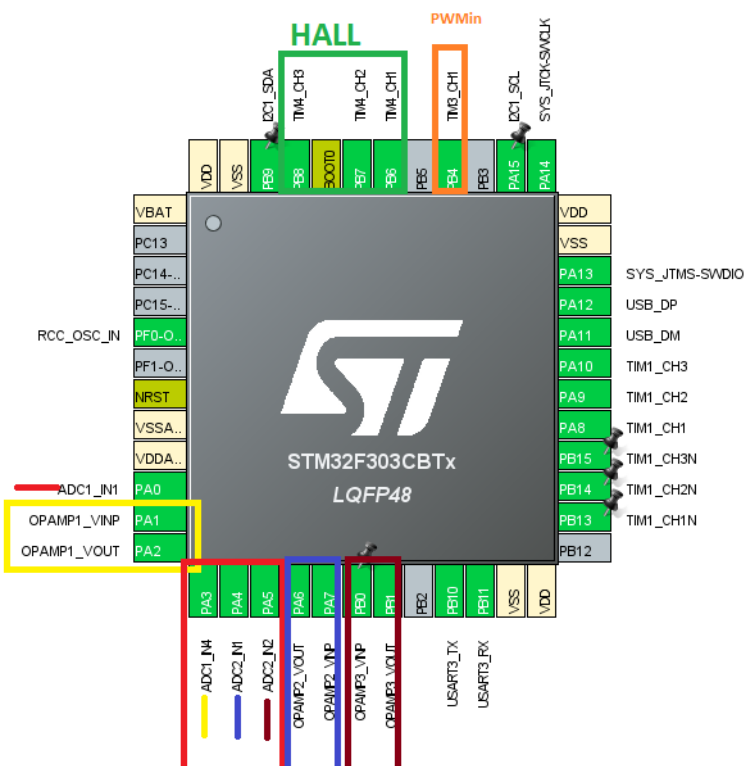 PWMin
HALL
I2C1_SDA
TIM4_CH3
TIM4_CH2
TIM4_CH1
TIM3_CH1
I2C1_SCL
SYS_JTCK-SWCLK
VDD
VSS
PB9
PB8
BOOT0
PB7
PB6
PB5
PB4
PB3
PA15
PA14
VBAT
PC13
PC14-..
PC15-..
RCC_OSC_IN PF0-O..
PF1-O..
NRST
VSSA..
VDDA..
ADC1_IN1 PA0
OPAMP1_VINP PA1
OPAMP1_VOUT PA2
ST
STM32F303CBTx
LQFP48
VDD
VSS
PA13 SYS_JTMS-SWDIO
PA12 USB_DP
PA11 USB_DM
PA10 TIM1_CH3
PA9 TIM1_CH2
PA8 TIM1_CH1
PB15 TIM1_CH3N
PB14 TIM1_CH2N
PB13 TIM1_CH1N
PB12
PA3
PA4
PA5
PA6
PA7
PB0
PB1
PB2
PB10
PB11
VSS
VDD
ADC1_IN4
ADC2_IN1
ADC2_IN2
OPAMP2_VOUT
OPAMP2_VINP
OPAMP3_VINP
OPAMP3_VOUT
USART3_TX
USART3_RX